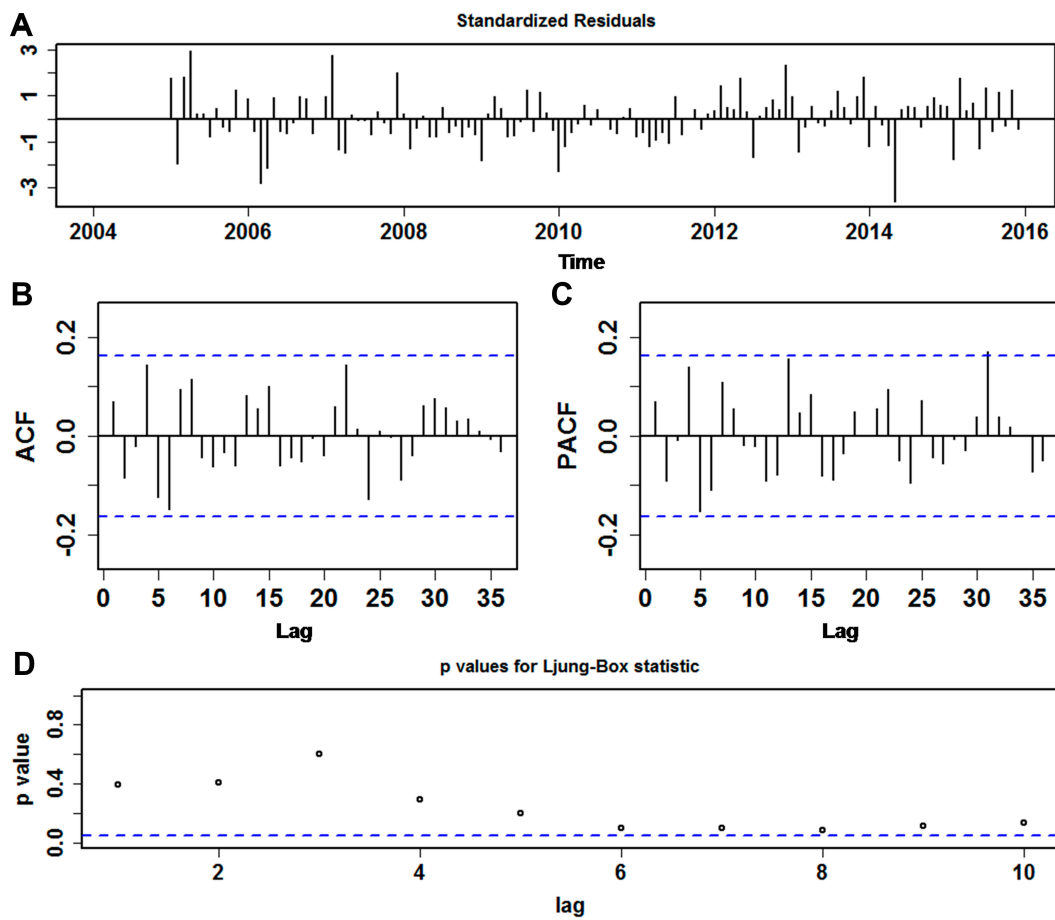 A
Standardized Residuals
3
1
-1
-3
2004 2006 2008 2010 2012 2014 2016
Time
B
ACF
0.2
0.0
-0.2
0 5 10 15 20 25 30 35
Lag
C
PACF
0.2
0.0
-0.2
0 5 10 15 20 25 30 35
Lag
D
p values for Ljung-Box statistic
p value
0.8
0.4
0.0
2 4 6 8 10
lag